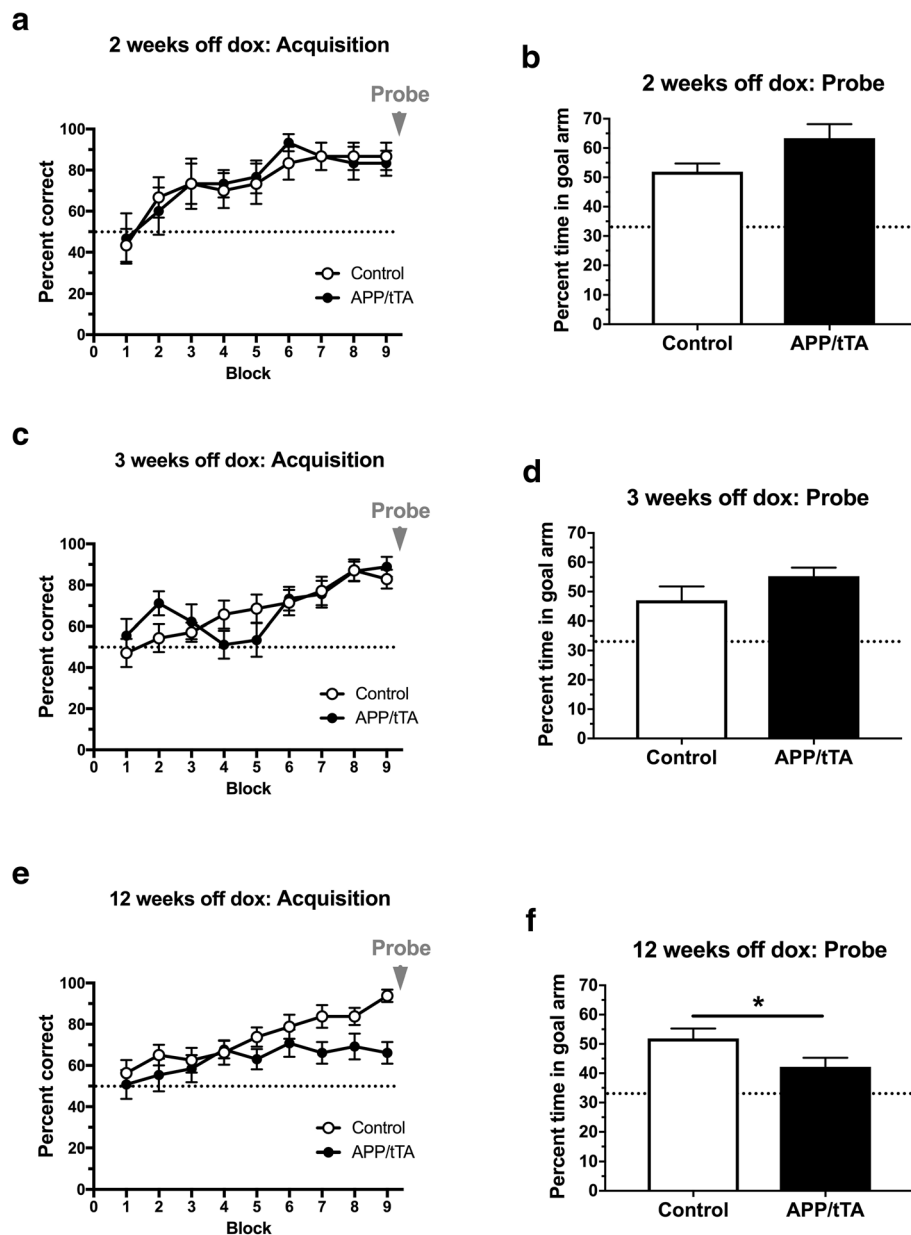 a
2 weeks off dox: Acquisition
Probe
Percent correct
100
80
60
40
20
0
Control
APP/tTA
0 1 2 3 4 5 6 7 8 9
Block
b
2 weeks off dox: Probe
Percent time in goal arm
70
60
50
40
30
20
10
0
Control APP/tTA
c
3 weeks off dox: Acquisition
Probe
Percent correct
100
80
60
40
20
0
Control
APP/tTA
0 1 2 3 4 5 6 7 8 9
Block
d
3 weeks off dox: Probe
Percent time in goal arm
70
60
50
40
30
20
10
0
Control APP/tTA
e
12 weeks off dox: Acquisition
Probe
Percent correct
100
80
60
40
20
0
Control
APP/tTA
0 1 2 3 4 5 6 7 8 9
Block
f
12 weeks off dox: Probe
Percent time in goal arm
70
60
50
40
30
20
10
0
*
Control APP/tTA